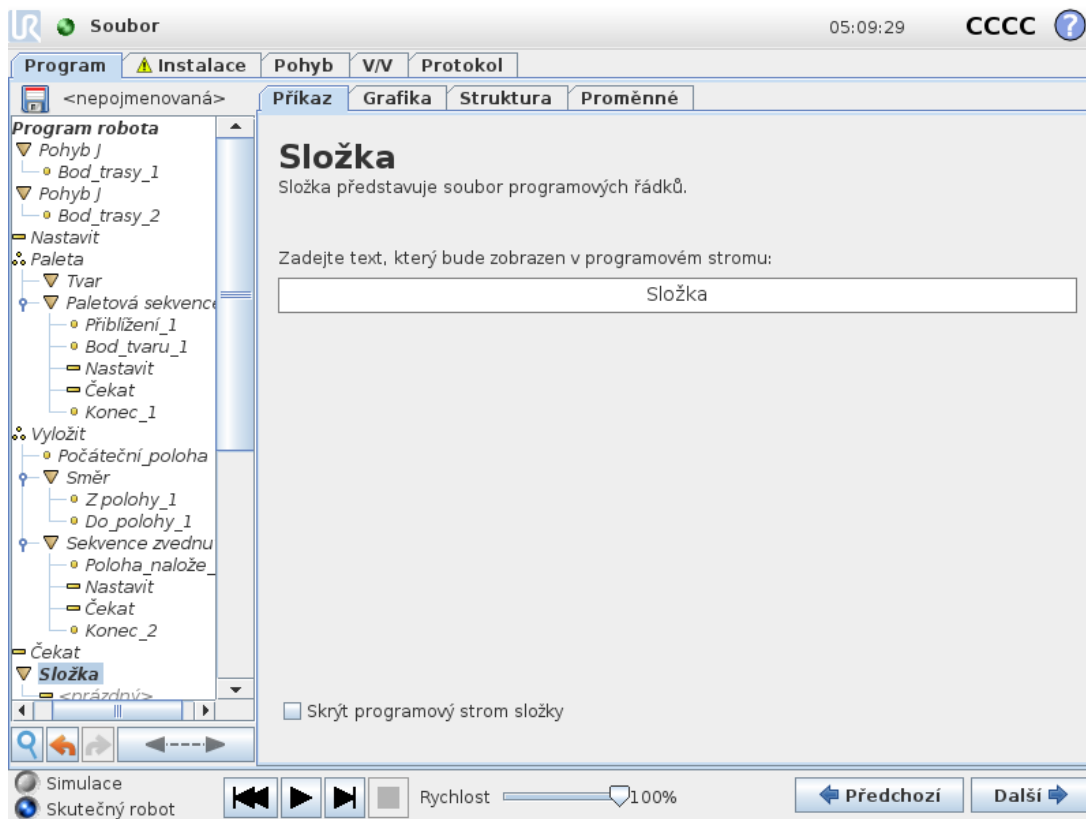 Soubor 05:09:29 CCCC ?
Program Instalace Pohyb V/V Protokol
<nepojmenovaná> Příkaz Grafika Struktura Proměnné
Program robota
Pohyb J
Bod_trasy_1
Pohyb J
Bod_trasy_2
Nastavit
Paleta
Tvar
Paletová sekvence
Přiblížení_1
Bod_tvaru_1
Nastavit
Čekat
Konec_1
Vyložit
Počáteční_poloha
Směr
Z polohy_1
Do_polohy_1
Sekvence zvednu
Poloha_nalože_
Nastavit
Čekat
Konec_2
Čekat
Složka
<prázdný>
Složka
Složka představuje soubor programových řádků.
Zadejte text, který bude zobrazen v programovém stromu:
Složka
Skrýt programový strom složky
Simulace
Skutečný robot
Rychlost 100%
Předchozí Další